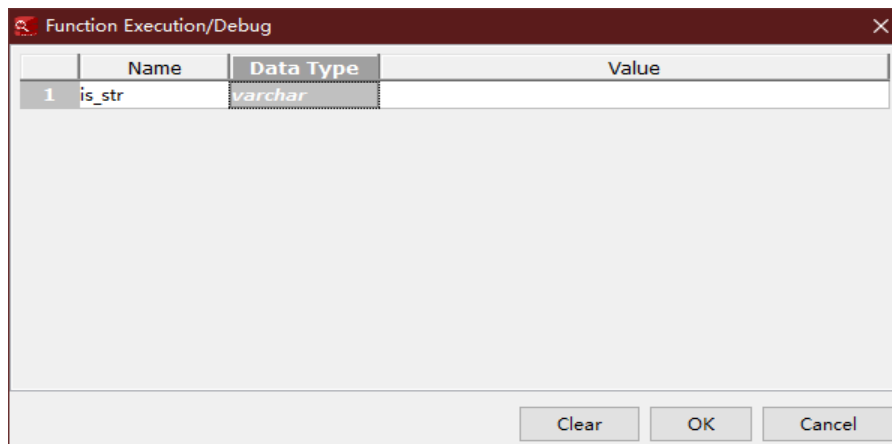 Function Execution/Debug
Name Data Type Value
1 is_str varchar
Clear OK Cancel